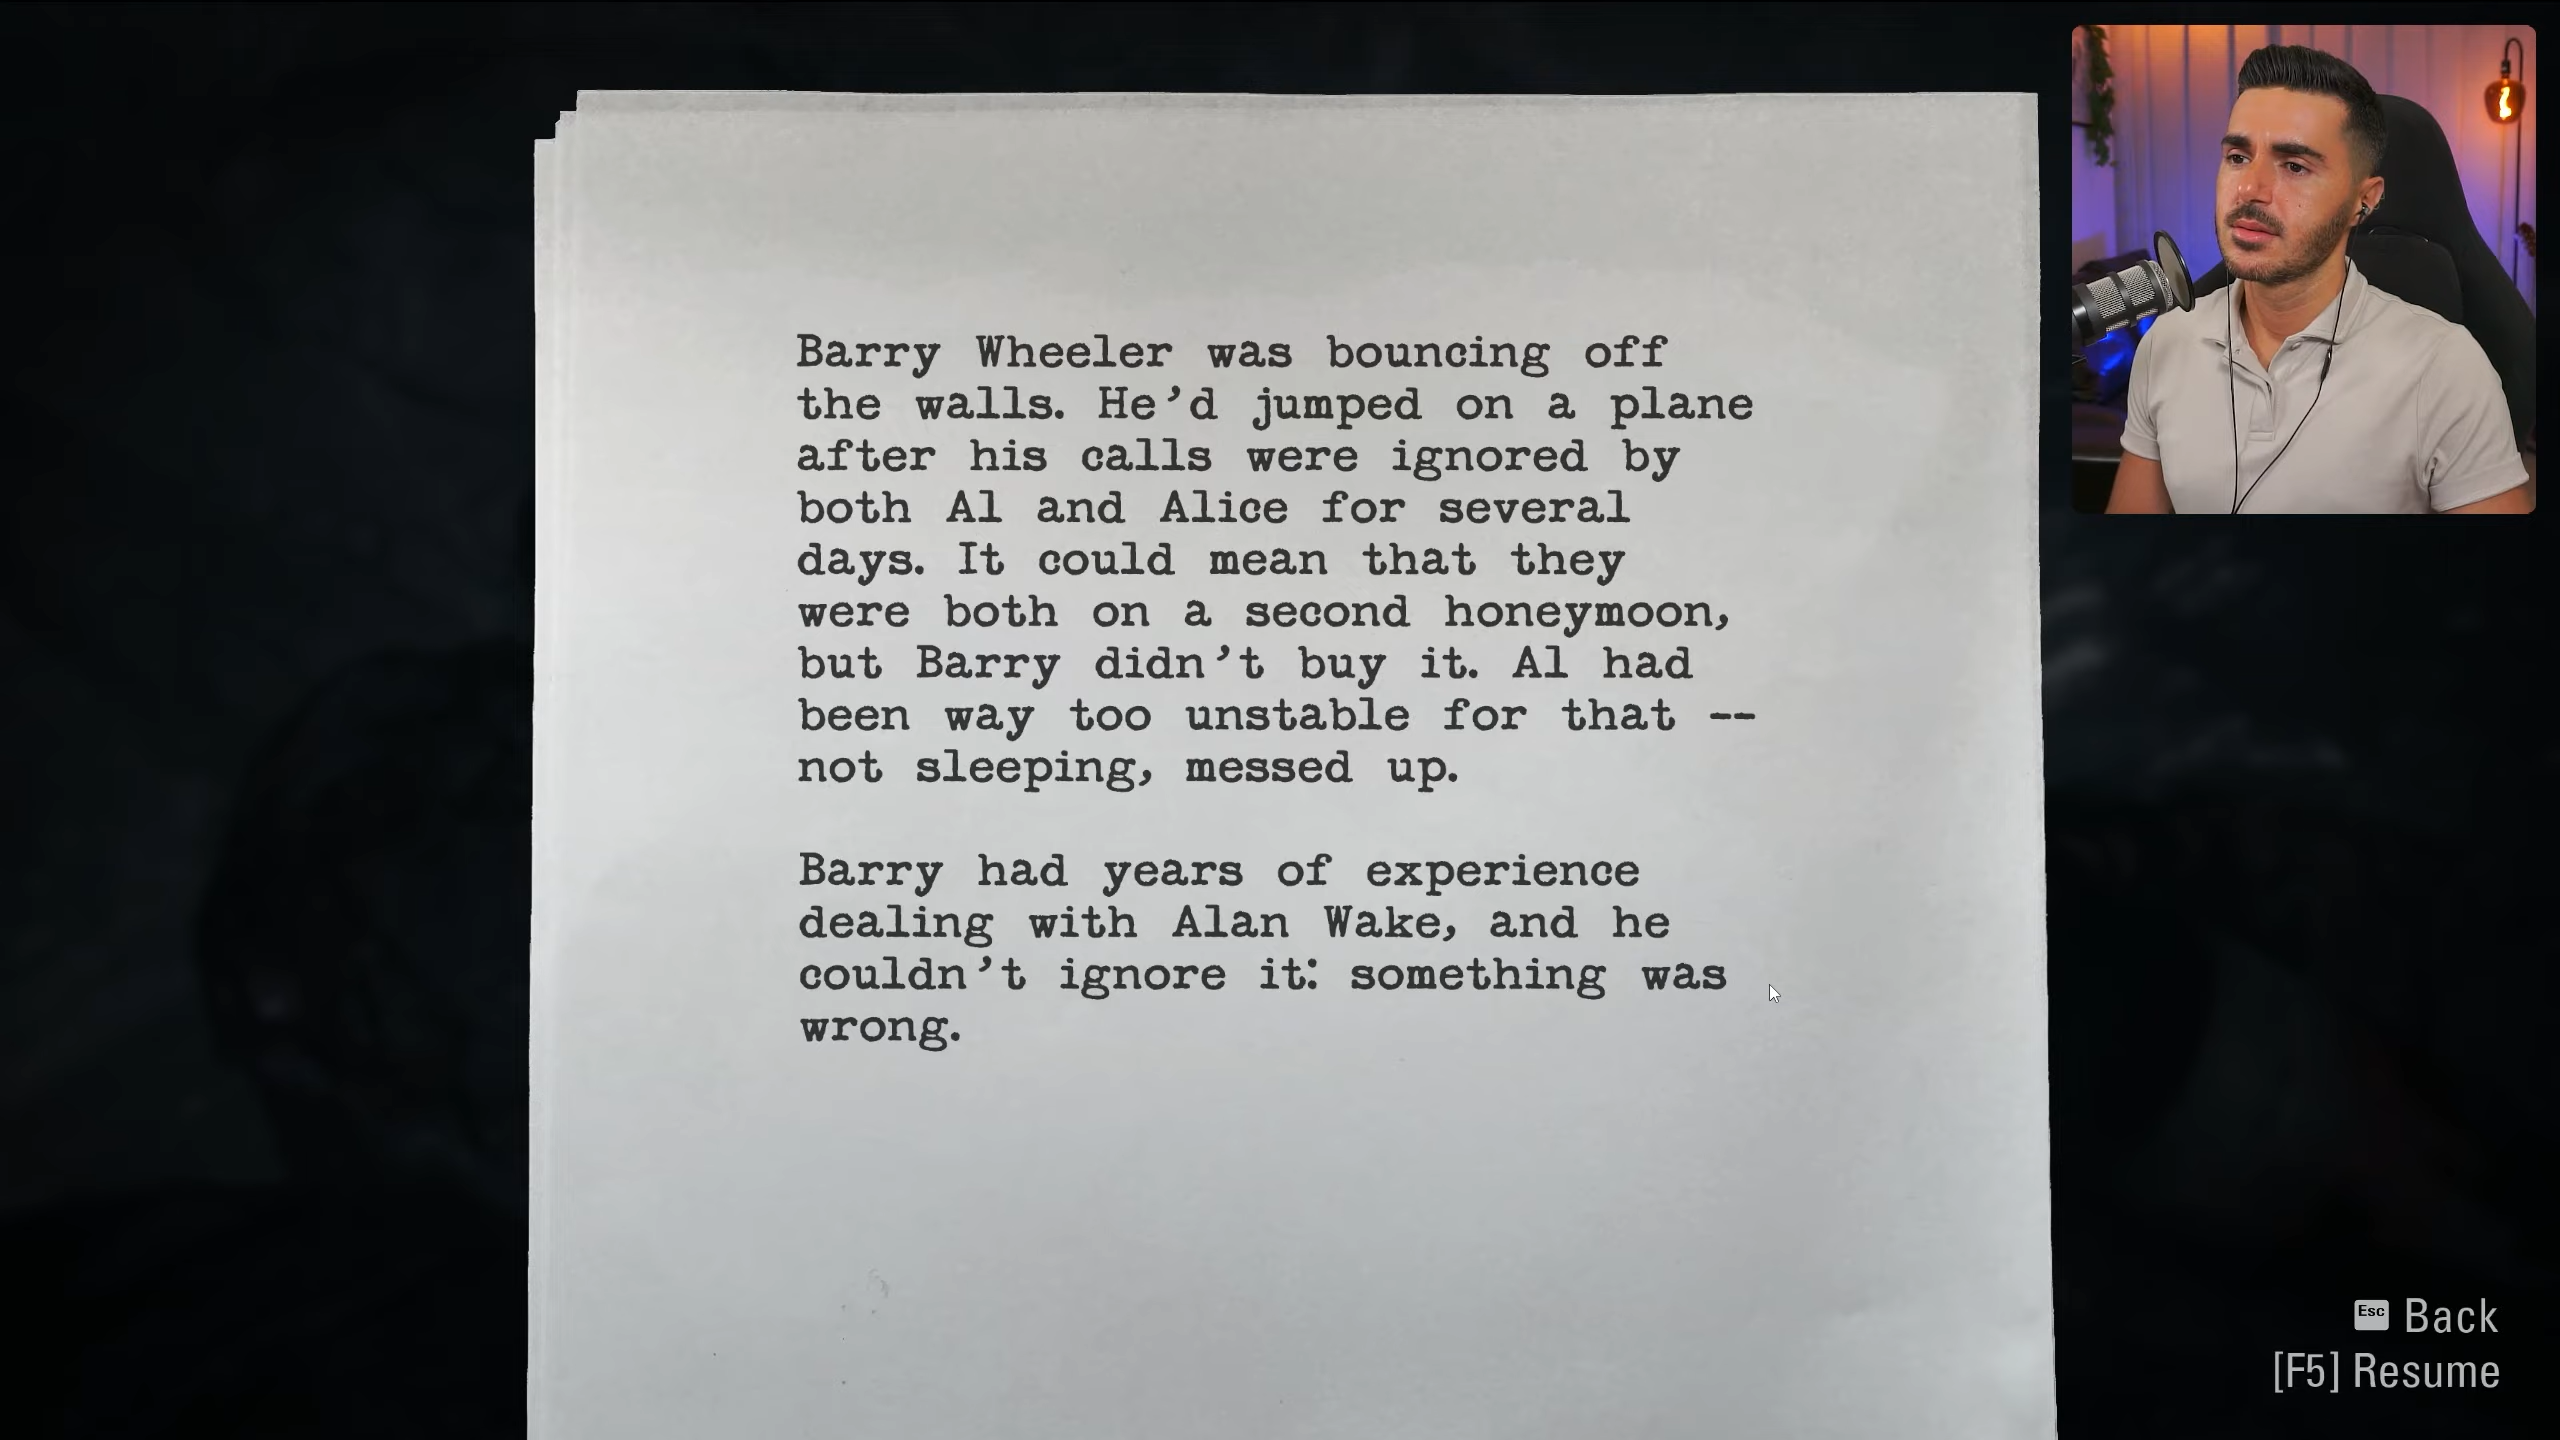 Barry Wheeler was bouncing off
the walls. He’d jumped on a plane
after his calls were ignored by
both Al and Alice for several
days. It could mean that they
were both on a second honeymoon,
but Barry didn’t buy it. Al had
been way too unstable for that --
not sleeping, messed up.
Barry had years of experience
dealing with Alan Wake, and he
couldn’t ignore it: something was
wrong.
Esc Back
[F5] Resume